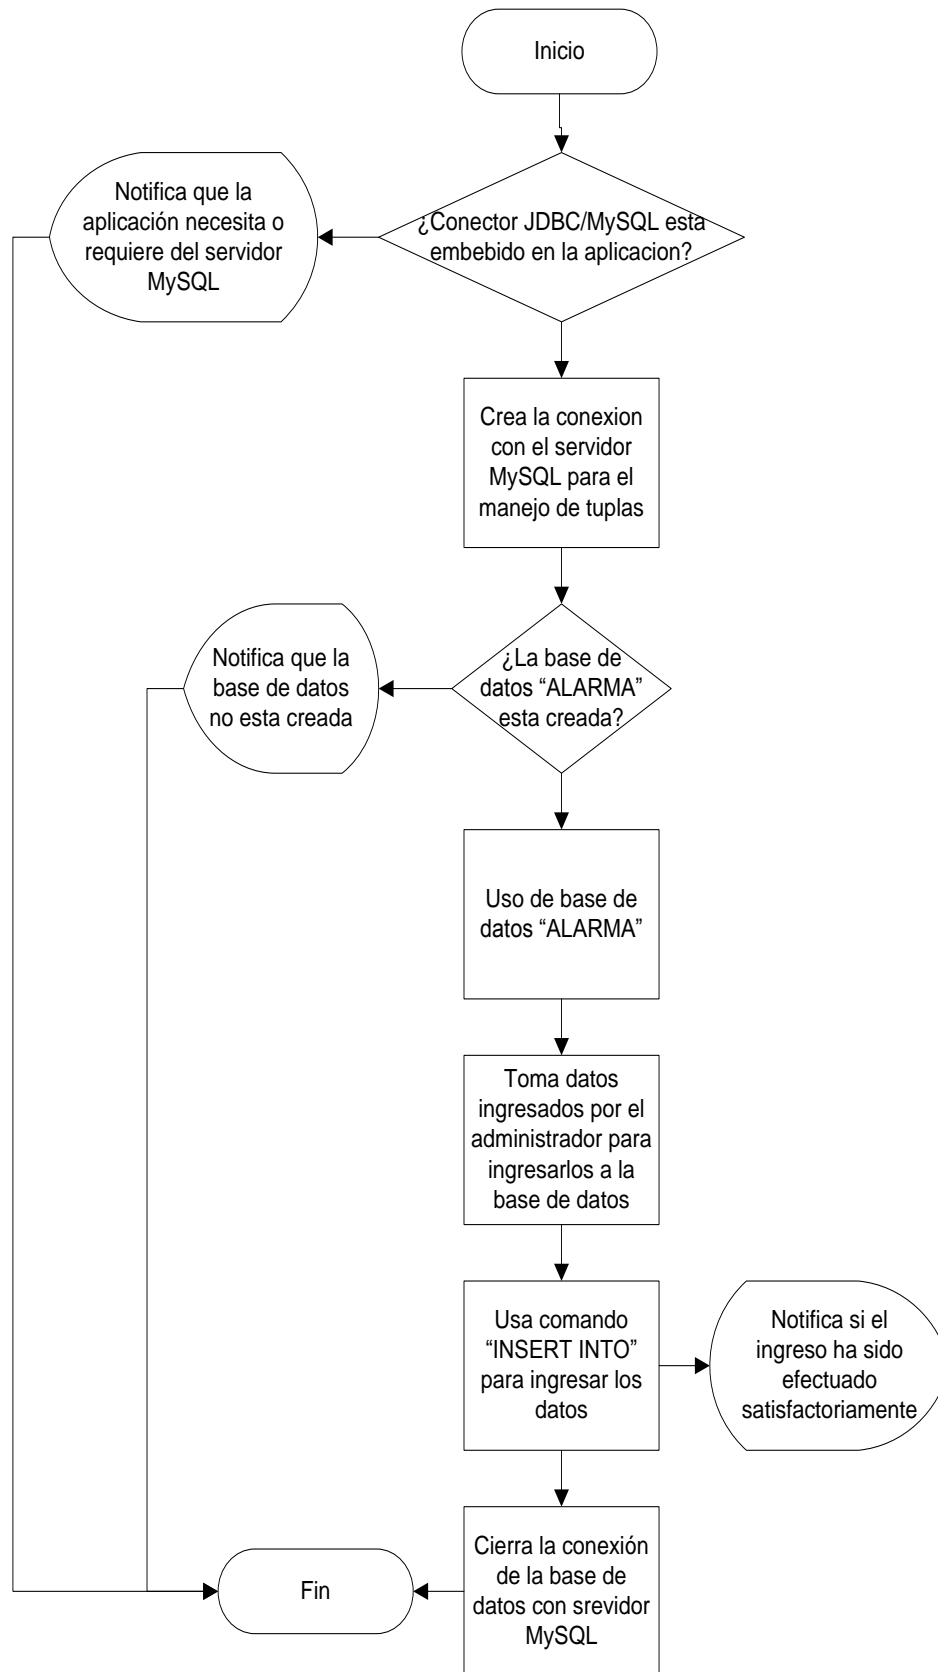 Inicio
¿Conector JDBC/MySQL esta
embebido en la aplicacion?
Notifica que la
aplicación necesita o
requiere del servidor
MySQL
Crea la conexion
con el servidor
MySQL para el
manejo de tuplas
¿La base de
datos “ALARMA”
esta creada?
Notifica que la
base de datos
no esta creada
Uso de base de
datos “ALARMA”
Toma datos
ingresados por el
administrador para
ingresarlos a la
base de datos
Usa comando
“INSERT INTO”
para ingresar los
datos
Notifica si el
ingreso ha sido
efectuado
satisfactoriamente
Cierra la conexión
de la base de
datos con srevidor
MySQL
Fin